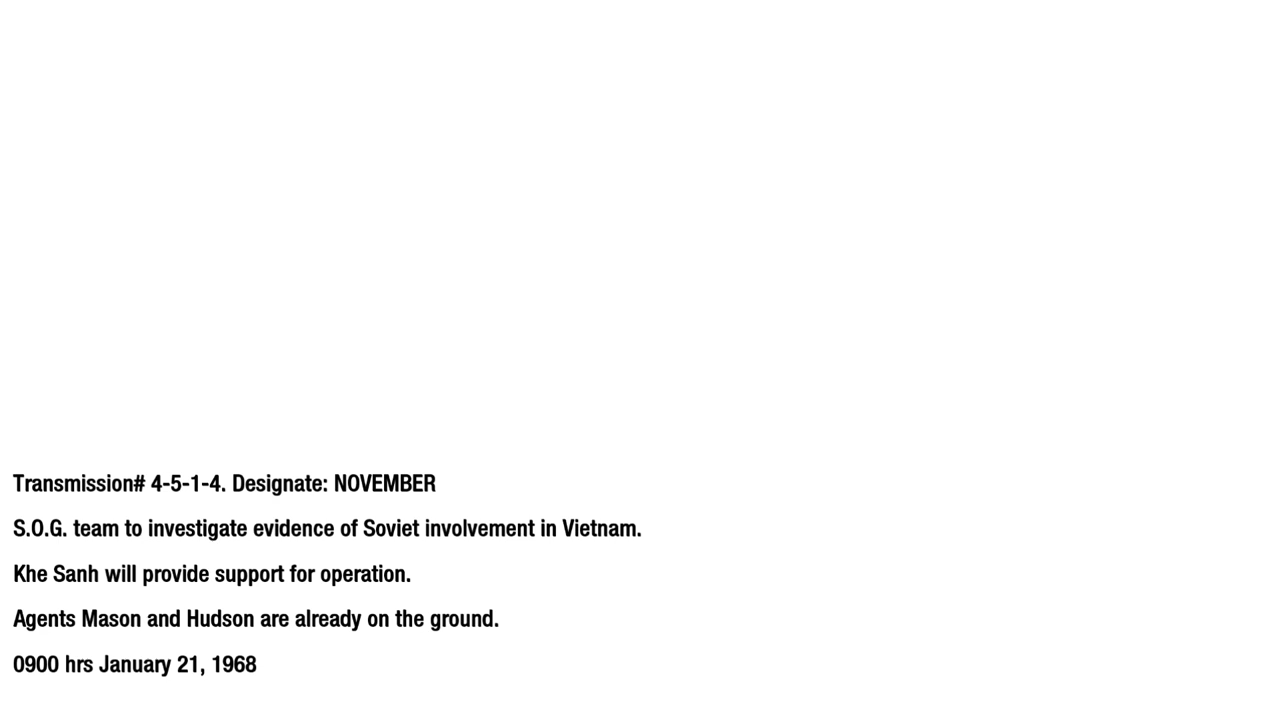 Transmission# 4-5-1-4. Designate: NOVEMBER
S.O.G. team to investigate evidence of Soviet involvement in Vietnam.
Khe Sanh will provide support for operation.
Agents Mason and Hudson are already on the ground.
0900 hrs January 21, 1968